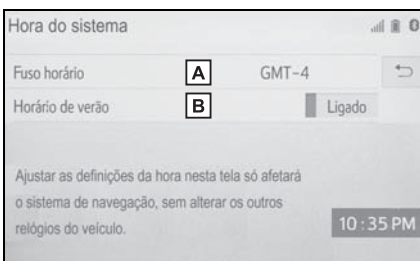 Hora do sistema
Fuso horário A GMT-4
Horário de verão B Ligado
Ajustar as definições da hora nesta tela só afetará
o sistema de navegação, sem alterar os outros
relógios do veículo.
10:35 PM